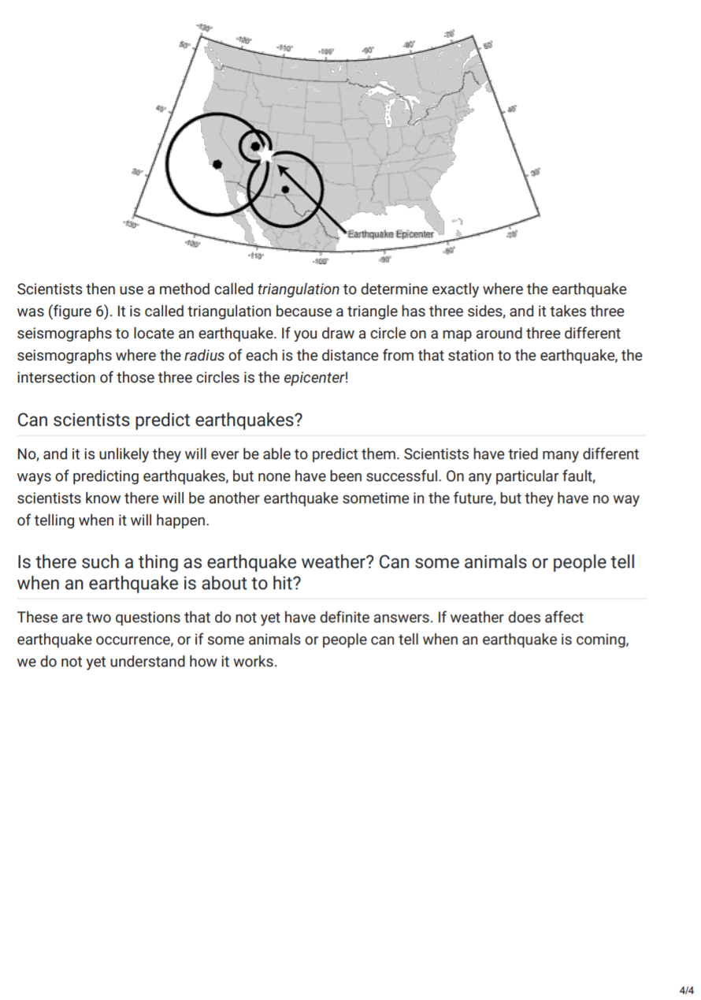 -130°
-120°
-110°
-100°
-90°
-80°
-70°
50°
50°
40°
40°
30°
30°
-130°
-120°
-110°
-100°
-90°
-80°
-70°
Earthquake Epicenter
Scientists then use a method called triangulation to determine exactly where the earthquake
was (figure 6). It is called triangulation because a triangle has three sides, and it takes three
seismographs to locate an earthquake. If you draw a circle on a map around three different
seismographs where the radius of each is the distance from that station to the earthquake, the
intersection of those three circles is the epicenter!
Can scientists predict earthquakes?
No, and it is unlikely they will ever be able to predict them. Scientists have tried many different
ways of predicting earthquakes, but none have been successful. On any particular fault,
scientists know there will be another earthquake sometime in the future, but they have no way
of telling when it will happen.
Is there such a thing as earthquake weather? Can some animals or people tell
when an earthquake is about to hit?
These are two questions that do not yet have definite answers. If weather does affect
earthquake occurrence, or if some animals or people can tell when an earthquake is coming,
we do not yet understand how it works.
4/4